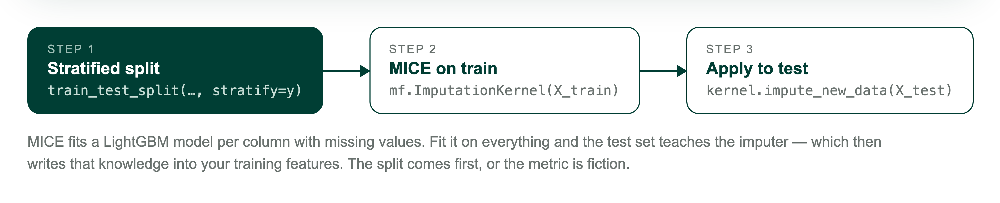 STEP 1
Stratified split
train_test_split(…, stratify=y)
STEP 2
MICE on train
mf.ImputationKernel(X_train)
STEP 3
Apply to test
kernel.impute_new_data(X_test)
MICE fits a LightGBM model per column with missing values. Fit it on everything and the test set teaches the imputer — which then
writes that knowledge into your training features. The split comes first, or the metric is fiction.